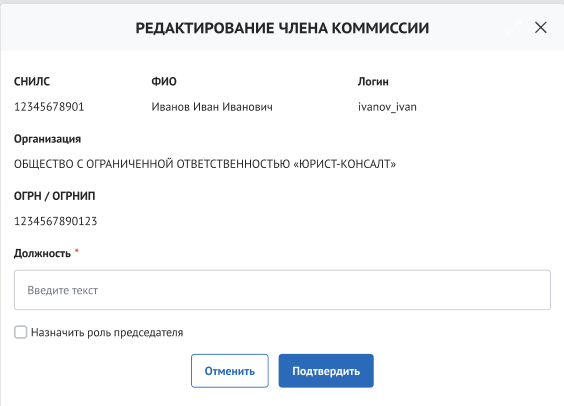 РЕДАКТИРОВАНИЕ ЧЛЕНА КОММИССИИ
СНИЛС ФИО Логин
12345678901 Иванов Иван Иванович ivanov_ivan
Организация
ОБЩЕСТВО С ОГРАНИЧЕННОЙ ОТВЕТСТВЕННОСТЬЮ «ЮРИСТ-КОНСАЛТ»
ОГРН / ОГРНИП
1234567890123
Должность *
Введите текст
Назначить роль председателя
Отменить Подтвердить